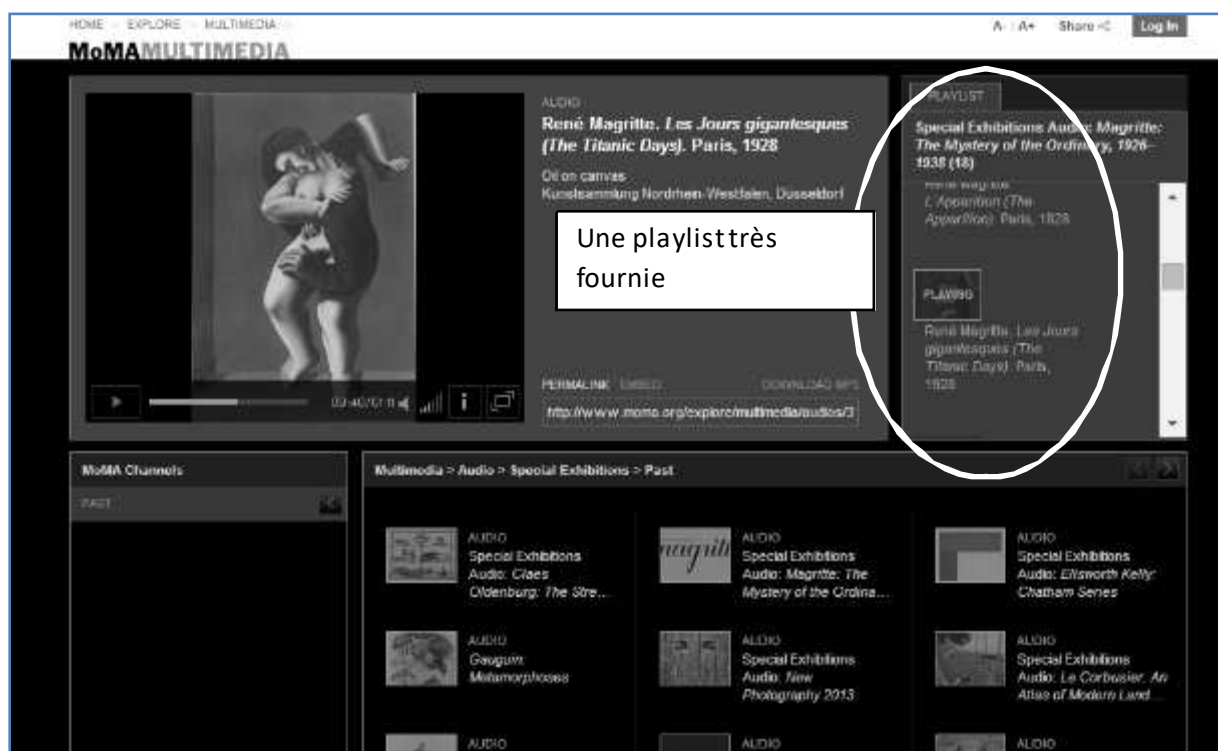 HOME EXPLORE MULTIMEDIA
A- A+ Share Log In
MoMAMULTIMEDIA
AUDIO
René Magritte. Les Jours gigantesques
(The Titanic Days). Paris, 1928
Oil on canvas
Kunstsammlung Nordrhein-Westfalen, Dusseldorf
Une playlist très
fournie
PERMALINK EMBED DOWNLOAD MP3
http://www.moma.org/explore/multimedia/audios/3
PLAYLIST
Special Exhibitions Audio: Magritte:
The Mystery of the Ordinary, 1926–
1938 (18)
René Magritte.
L'Apparition (The
Apparition). Paris, 1928
PLAYING
René Magritte. Les Jours
gigantesques (The
Titanic Days). Paris,
1928
MoMA Channels
PAST
Multimedia > Audio > Special Exhibitions > Past
AUDIO
Special Exhibitions
Audio: Claes
Oldenburg: The Stre...
magritt
AUDIO
Special Exhibitions
Audio: Magritte: The
Mystery of the Ordina...
AUDIO
Special Exhibitions
Audio: Ellsworth Kelly:
Chatham Series
AUDIO
Gauguin:
Metamorphoses
AUDIO
Special Exhibitions
Audio: New
Photography 2013
AUDIO
Special Exhibitions
Audio: Le Corbusier: An
Atlas of Modern Land...
AUDIO
AUDIO
AUDIO